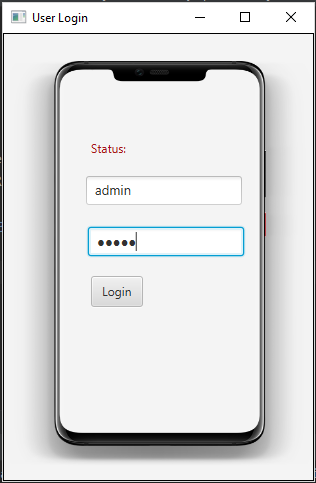 User Login
Status:
admin
•••••
Login